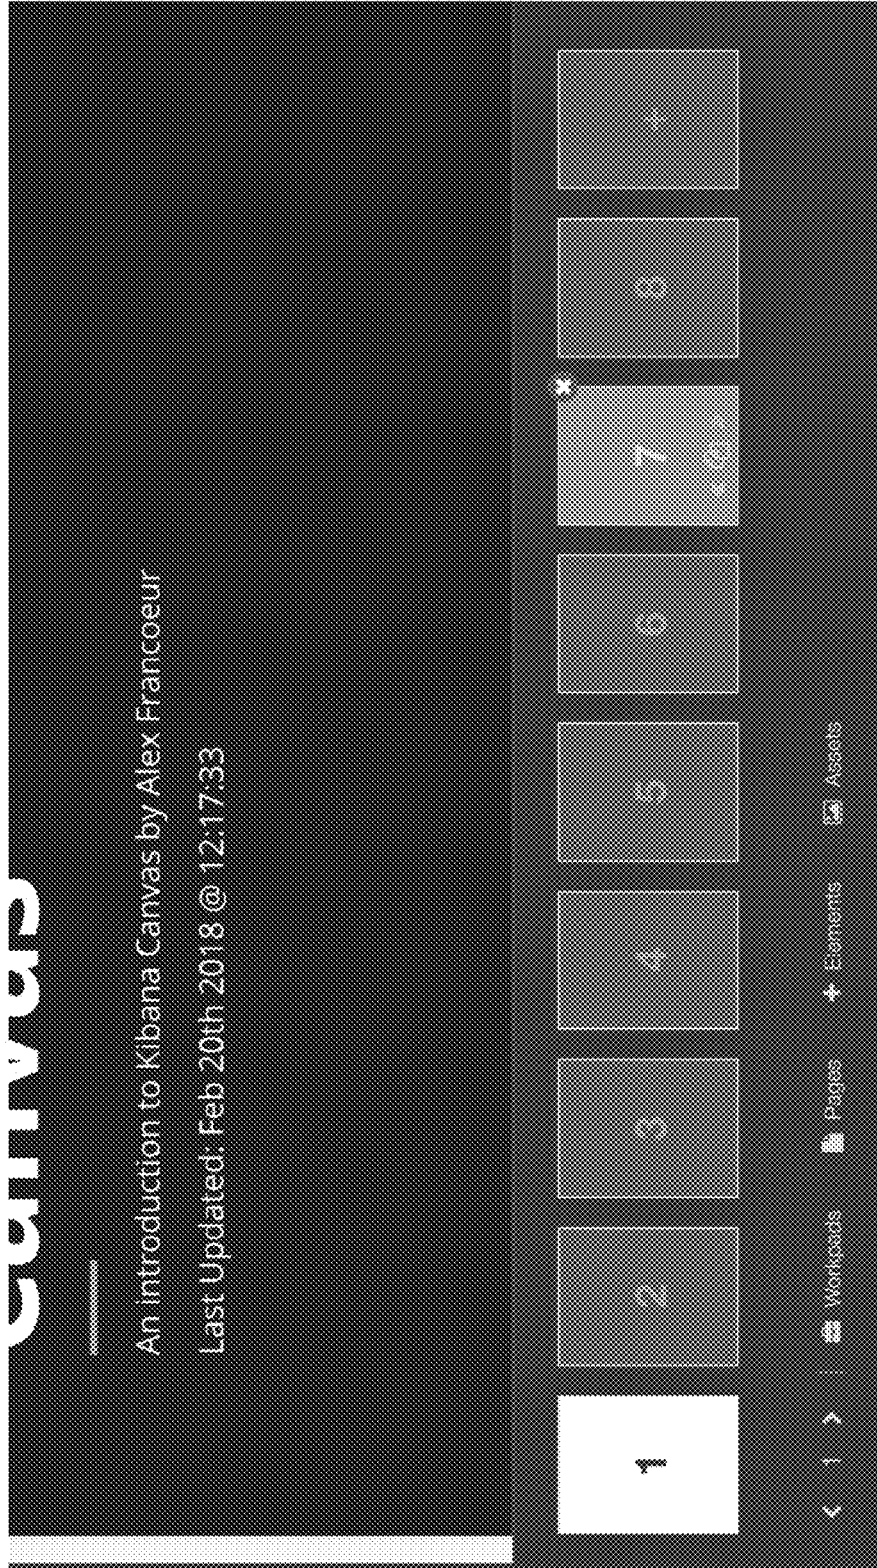 Canvas
An introduction to Kibana Canvas by Alex Francoeur
Last Updated: Feb 20th 2018 @ 12:17:33
1 2 3 4 5 6 7 8 +
1 Workpads Pages Elements Assets